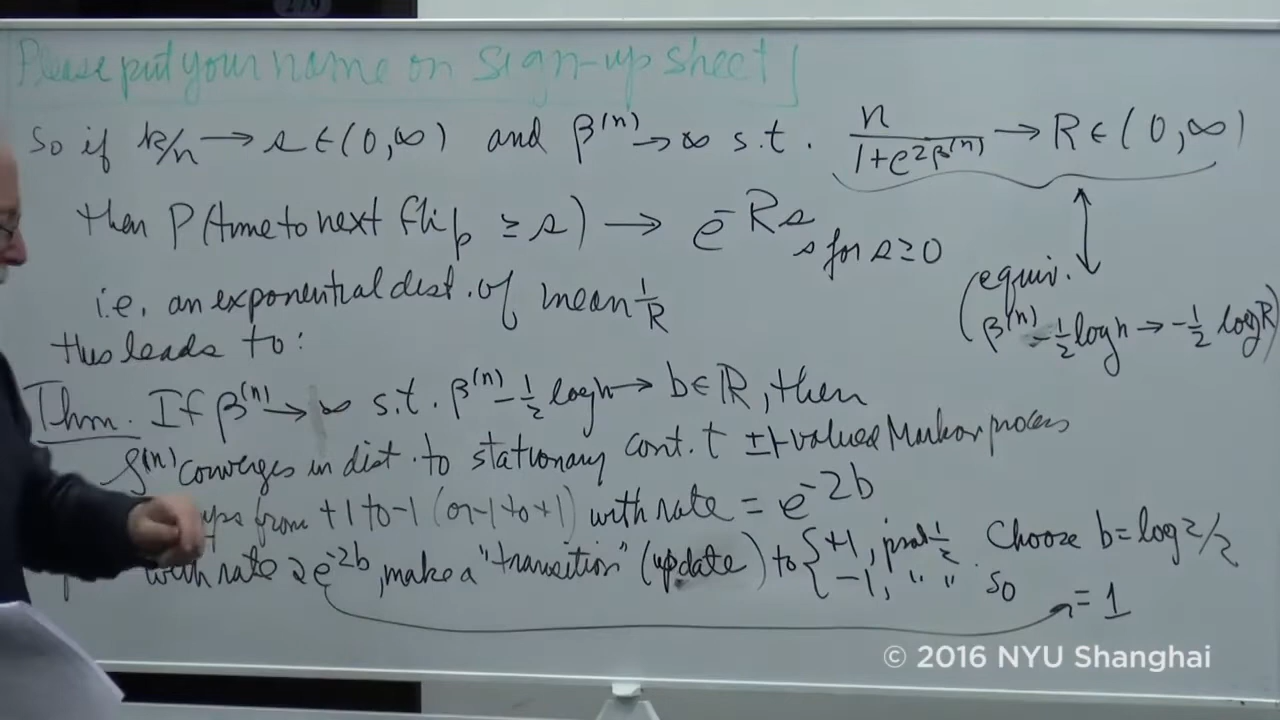 Please put your name on sign-up sheet
So if k/n → s ∈ (0,∞) and β^(n) → ∞ s.t. n/(1+e^{2β^(n)}) → R ∈ (0,∞)
then P(time to next flip ≥ s) → e^{-Rs}, for s ≥ 0
i.e. an exponential dist. of mean 1/R
(equiv. β^(n) - 1/2 log n → -1/2 log R)
this leads to:
Thm. If β^(n) → ∞ s.t. β^(n) - 1/2 log n → b ∈ ℝ, then
S^(n) converges in dist. to stationary cont. t ±1 valued Markov process
from +1 to -1 (or -1 to +1) with rate = e^{-2b}
with rate 2e^{-2b}, make a "transition" (update) to { +1, prob 1/2 . Choose b = log 2/2
-1, " " so = 1
© 2016 NYU Shanghai